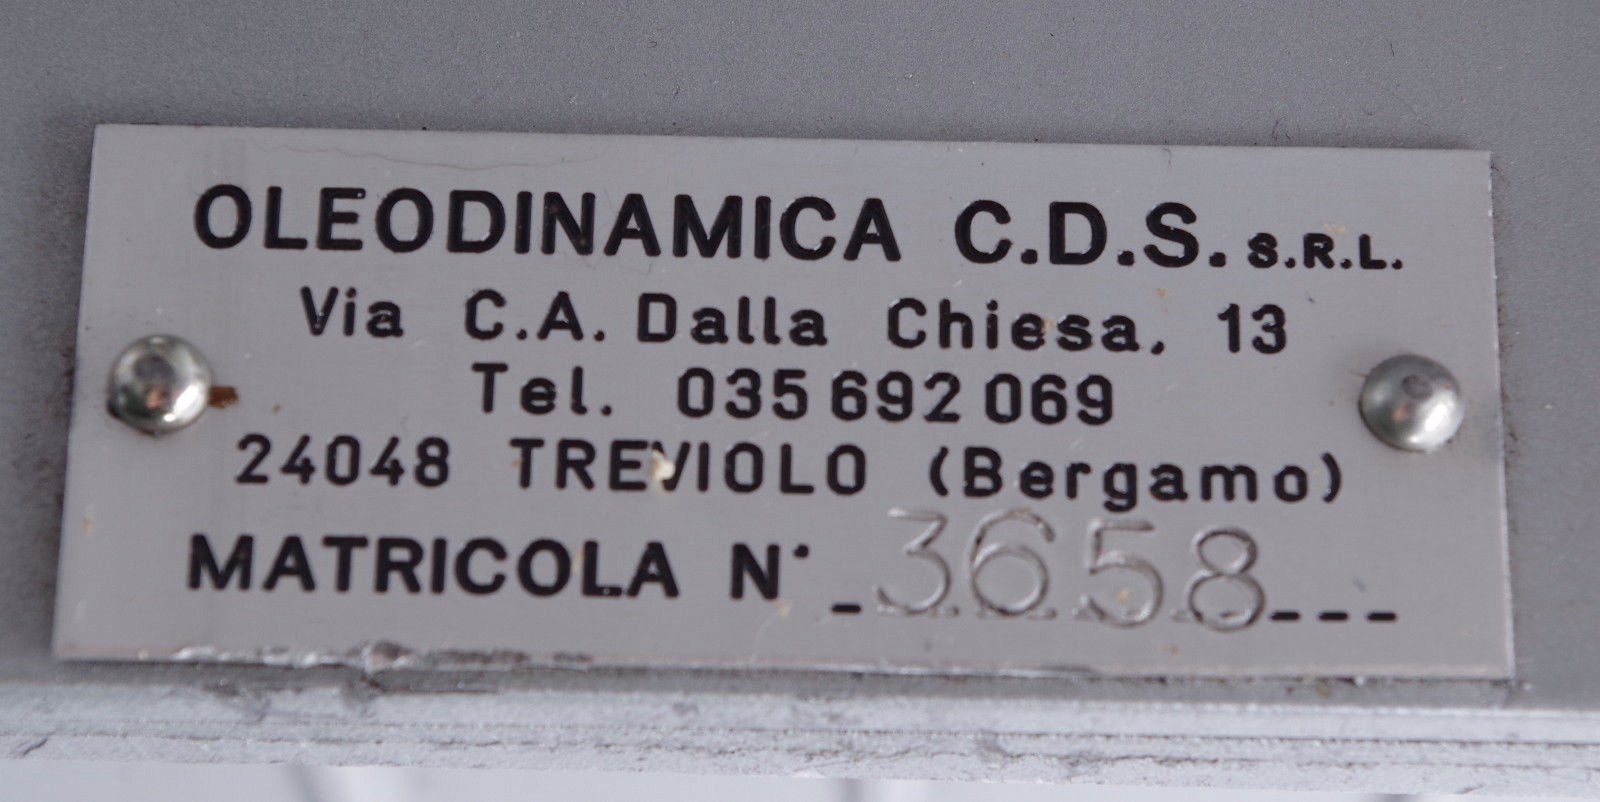 OLEODINAMICA C.D.S. S.R.L.
Via C.A. Dalla Chiesa, 13
Tel. 035 692 069
24048 TREVIOLO (Bergamo)
MATRICOLA N° 3658